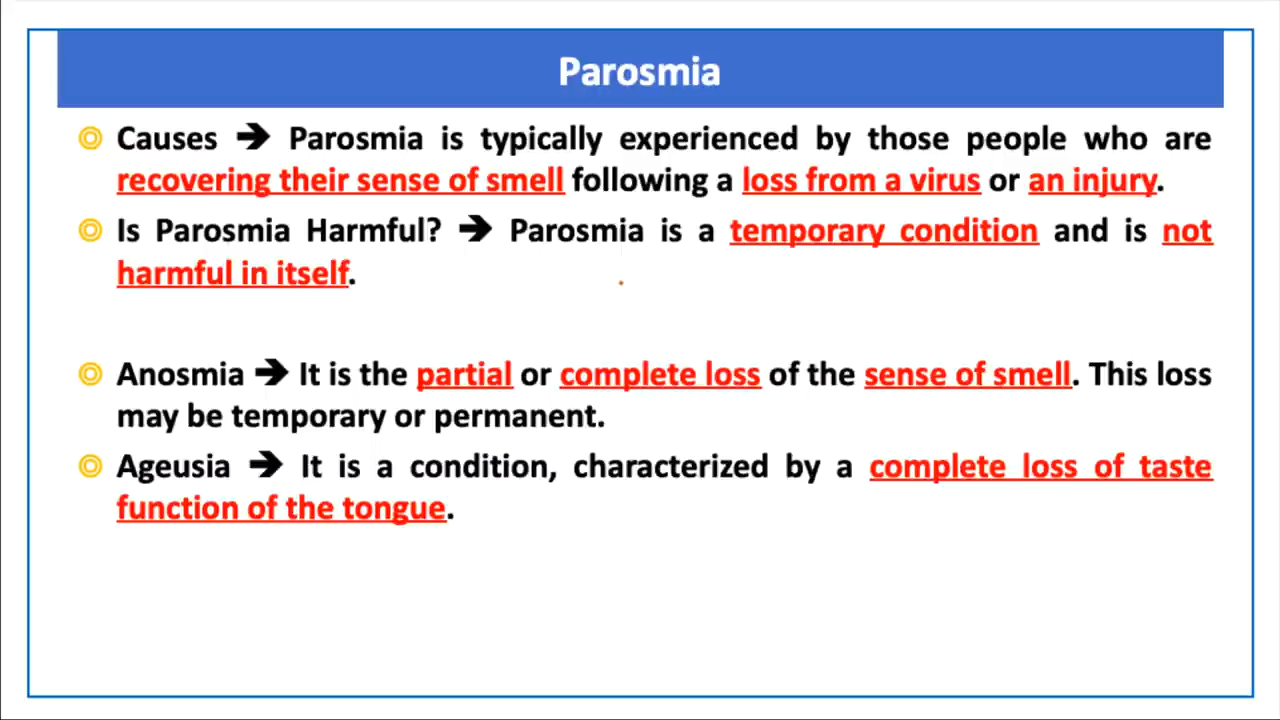 Parosmia
Causes ➔ Parosmia is typically experienced by those people who are
recovering their sense of smell following a loss from a virus or an injury.
Is Parosmia Harmful? ➔ Parosmia is a temporary condition and is not
harmful in itself.
Anosmia ➔ It is the partial or complete loss of the sense of smell. This loss
may be temporary or permanent.
Ageusia ➔ It is a condition, characterized by a complete loss of taste
function of the tongue.